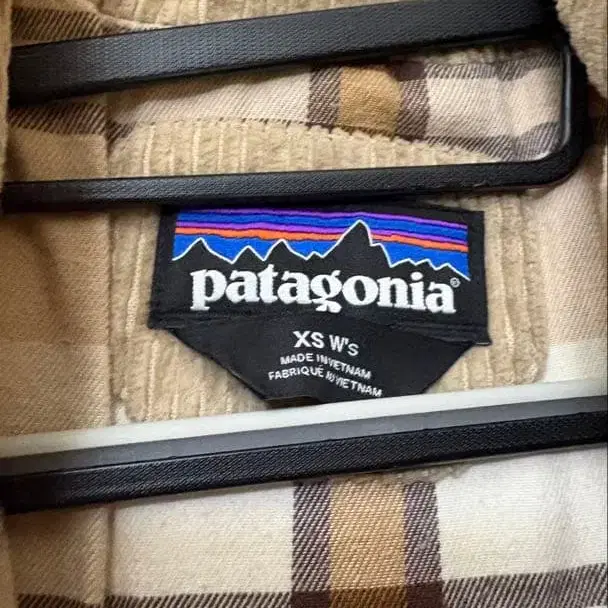 patagonia®
XS W's
MADE IN VIETNAM
FABRIQUÉ AU VIETNAM